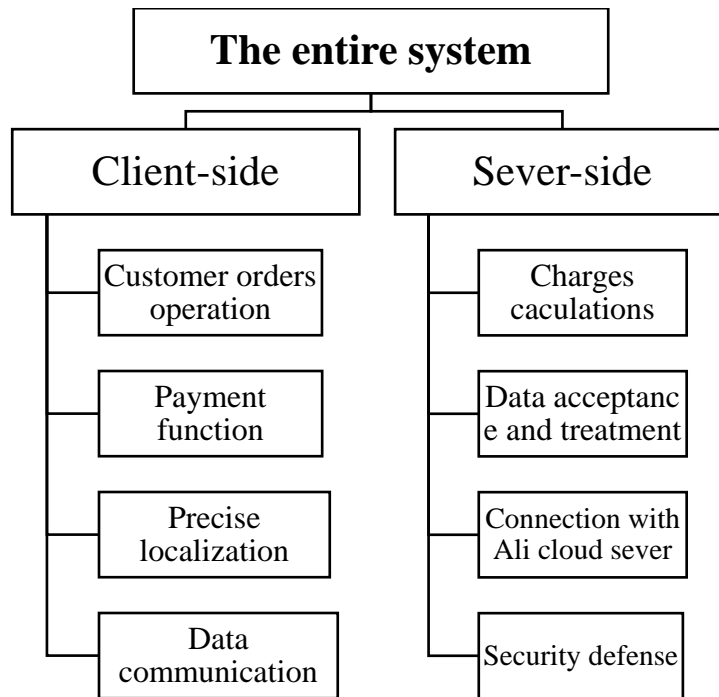 The entire system
Client-side
Customer orders
operation
Payment
function
Precise
localization
Data
communication
Sever-side
Charges
caculations
Data acceptanc
e and treatment
Connection with
Ali cloud sever
Security defense